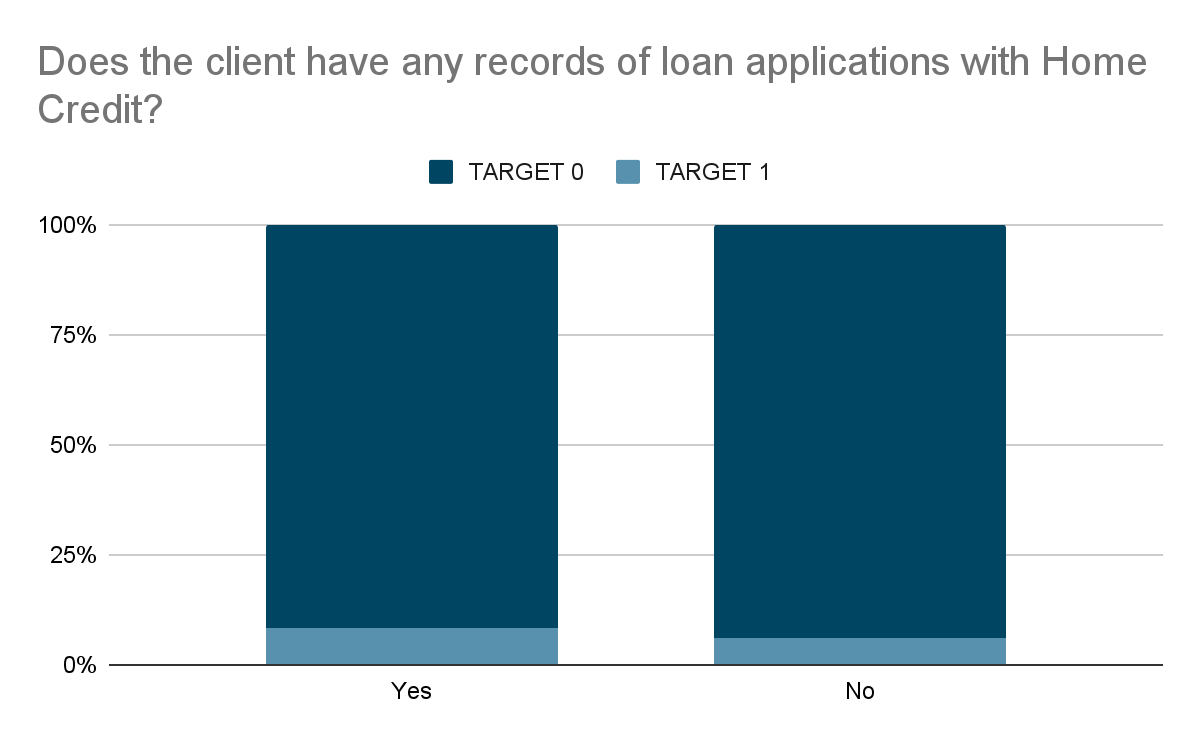 Does the client have any records of loan applications with Home
Credit?
TARGET 0 TARGET 1
100%
75%
50%
25%
0%
Yes No